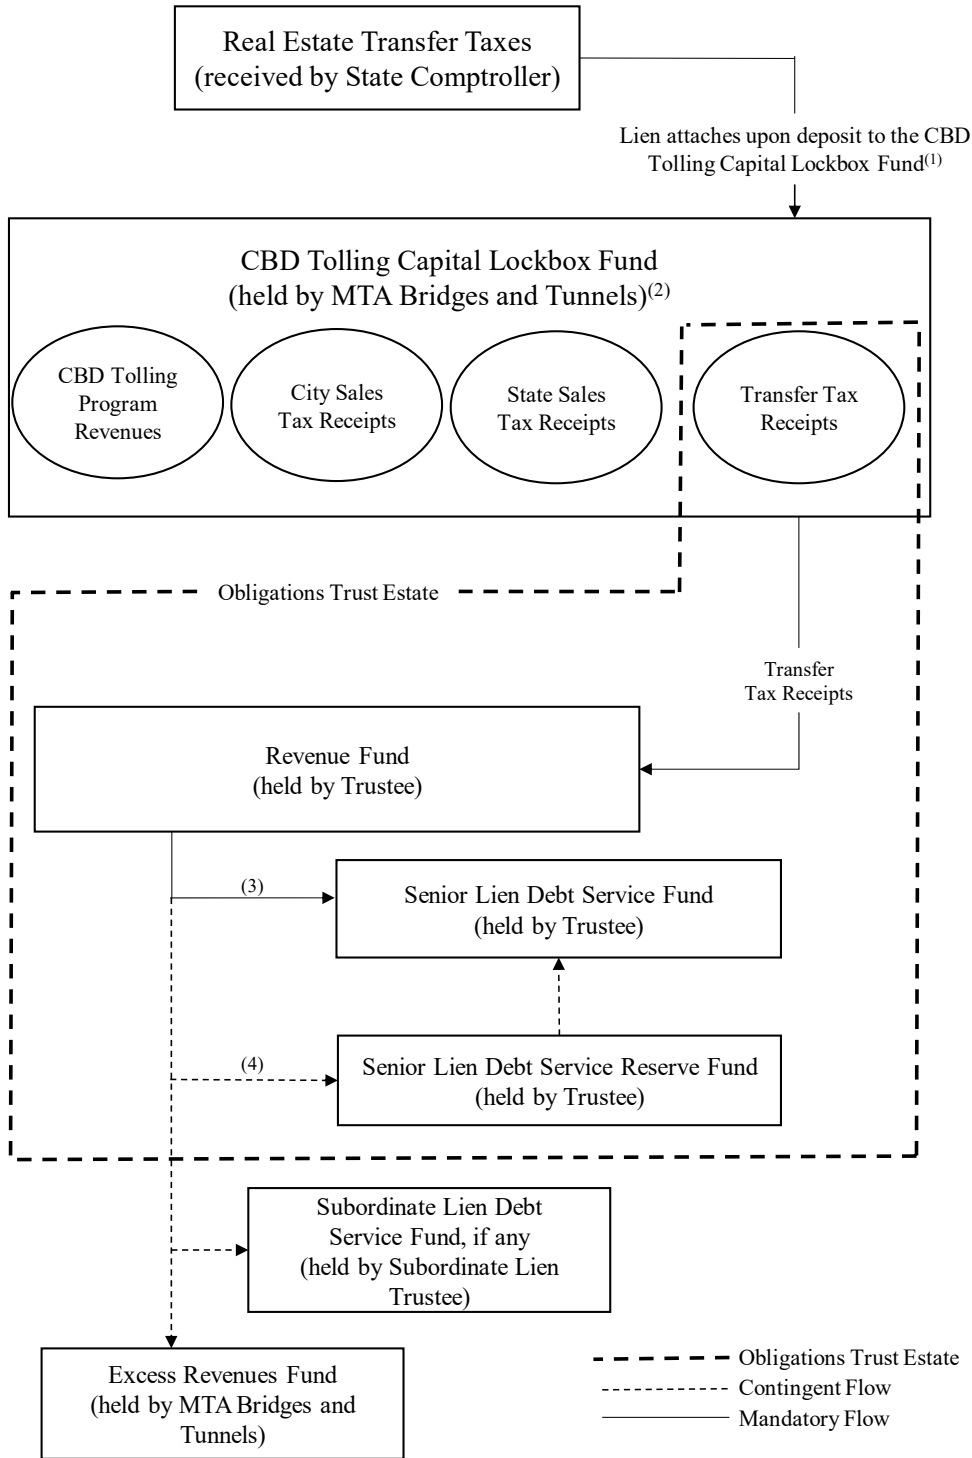 Real Estate Transfer Taxes
(received by State Comptroller)
Lien attaches upon deposit to the CBD
Tolling Capital Lockbox Fund(1)
CBD Tolling Capital Lockbox Fund
(held by MTA Bridges and Tunnels)(2)
CBD Tolling
Program
Revenues
City Sales
Tax Receipts
State Sales
Tax Receipts
Transfer Tax
Receipts
Obligations Trust Estate
Transfer
Tax Receipts
Revenue Fund
(held by Trustee)
(3)
Senior Lien Debt Service Fund
(held by Trustee)
(4)
Senior Lien Debt Service Reserve Fund
(held by Trustee)
Subordinate Lien Debt
Service Fund, if any
(held by Subordinate Lien
Trustee)
Excess Revenues Fund
(held by MTA Bridges and
Tunnels)
Obligations Trust Estate
Contingent Flow
Mandatory Flow